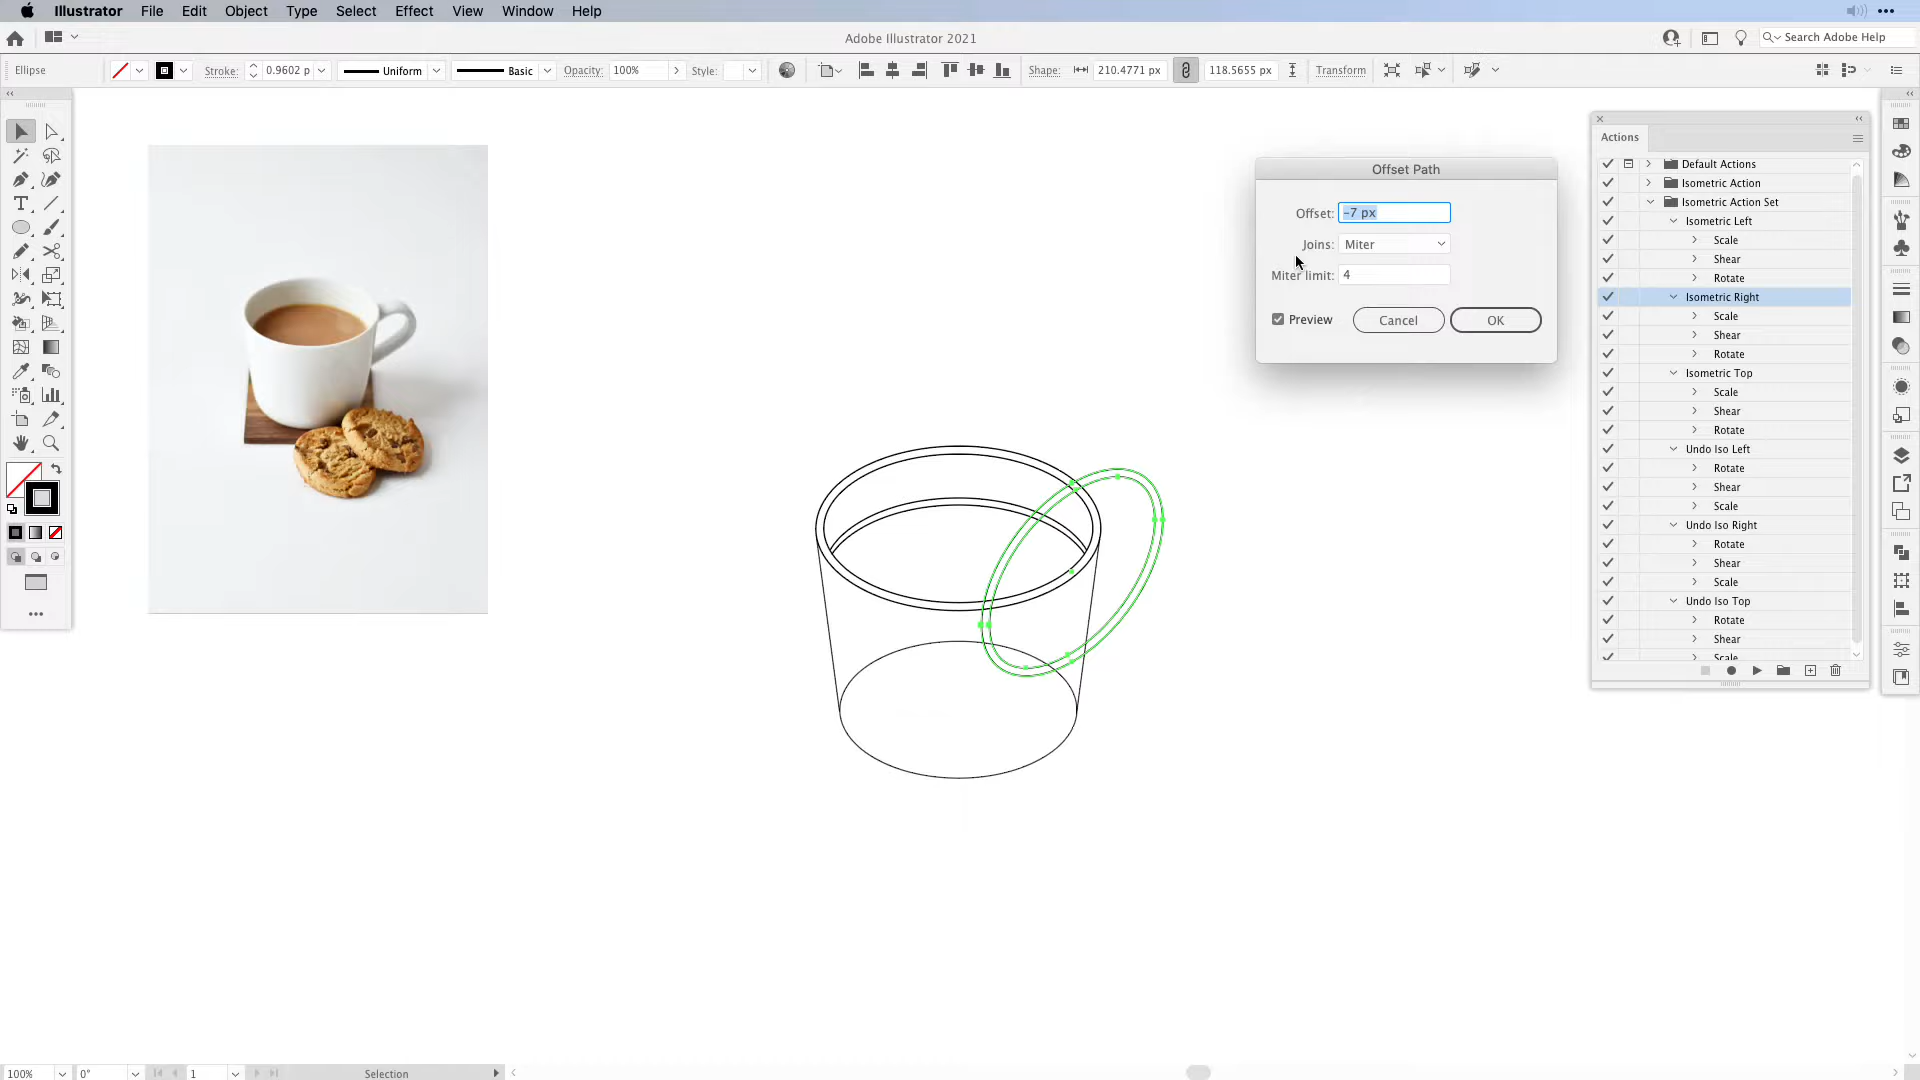 Illustrator File Edit Object Type Select Effect View Window Help
Adobe Illustrator 2021
Search Adobe Help
Ellipse
Stroke: 0.9602 p
Uniform
Basic
Opacity: 100%
Style:
Shape: 210.4771 px
118.5655 px
Transform
Offset Path
Offset: -7 px
Joins: Miter
Miter limit: 4
Preview
Cancel
OK
Actions
Default Actions
Isometric Action
Isometric Action Set
Isometric Left
Scale
Shear
Rotate
Isometric Right
Scale
Shear
Rotate
Isometric Top
Scale
Shear
Rotate
Undo Iso Left
Rotate
Shear
Scale
Undo Iso Right
Rotate
Shear
Scale
Undo Iso Top
Rotate
Shear
Scale
100%
0°
1
Selection